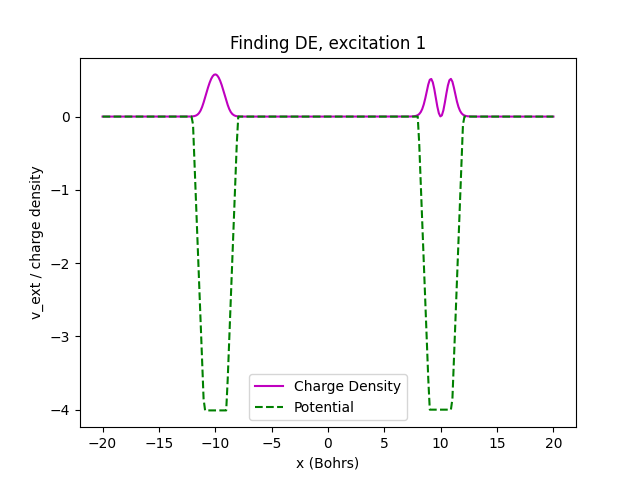 Finding DE, excitation 1
v_ext / charge density
0
−1
−2
−3
−4
Charge Density
Potential
−20 −15 −10 −5 0 5 10 15 20
x (Bohrs)